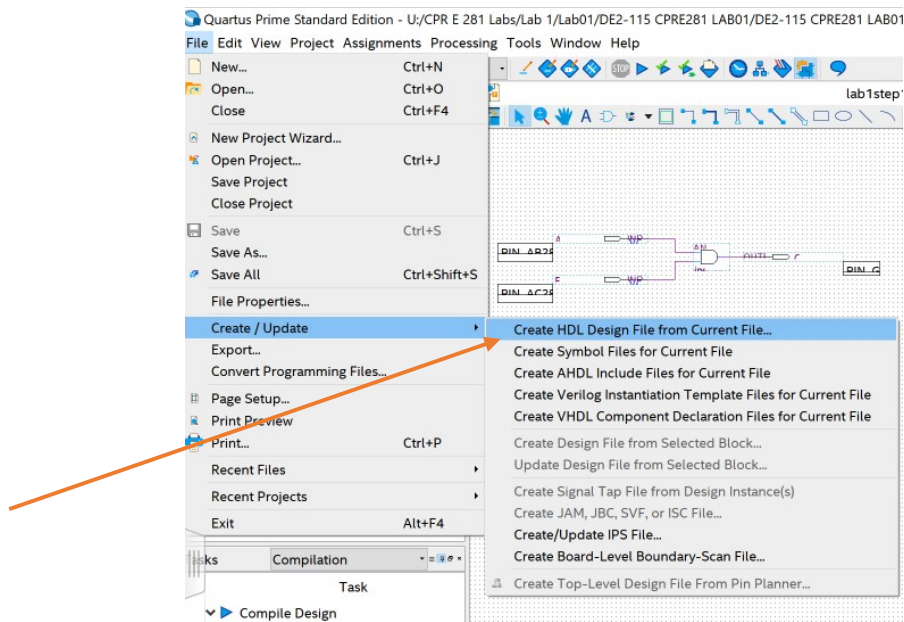 Quartus Prime Standard Edition - U:/CPR E 281 Labs/Lab 1/Lab01/DE2-115 CPRE281 LAB01/DE2-115 CPRE281 LAB01
File Edit View Project Assignments Processing Tools Window Help
New... Ctrl+N
Open... Ctrl+O
Close Ctrl+F4
New Project Wizard...
Open Project... Ctrl+J
Save Project
Close Project
Save Ctrl+S
Save As...
Save All Ctrl+Shift+S
File Properties...
Create / Update
Export...
Convert Programming Files...
Page Setup...
Print Preview
Print... Ctrl+P
Recent Files
Recent Projects
Exit Alt+F4
STOP
lab1step1
A
PIN_AB28
PIN_G
PIN_AC28
Create HDL Design File from Current File...
Create Symbol Files for Current File
Create AHDL Include Files for Current File
Create Verilog Instantiation Template Files for Current File
Create VHDL Component Declaration Files for Current File
Create Design File from Selected Block...
Update Design File from Selected Block...
Create Signal Tap File from Design Instance(s)
Create JAM, JBC, SVF, or ISC File...
Create/Update IPS File...
Create Board-Level Boundary-Scan File...
Create Top-Level Design File From Pin Planner...
Compilation
Task
Compile Design